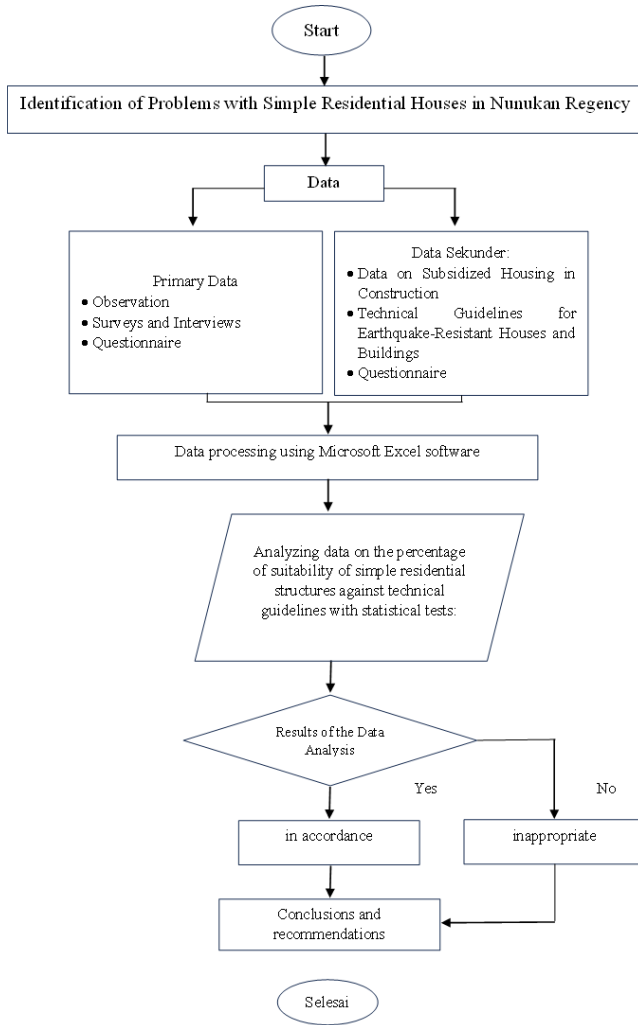 Start
Identification of Problems with Simple Residential Houses in Nunukan Regency
Data
Primary Data
● Observation
● Surveys and Interviews
● Questionnaire
Data Sekunder:
● Data on Subsidized Housing in
Construction
● Technical Guidelines for
Earthquake-Resistant Houses and
Buildings
● Questionnaire
Data processing using Microsoft Excel software
Analyzing data on the percentage
of suitability of simple residential
structures against technical
guidelines with statistical tests:
Results of the Data
Analysis
Yes
No
in accordance
inappropriate
Conclusions and
recommendations
Selesai